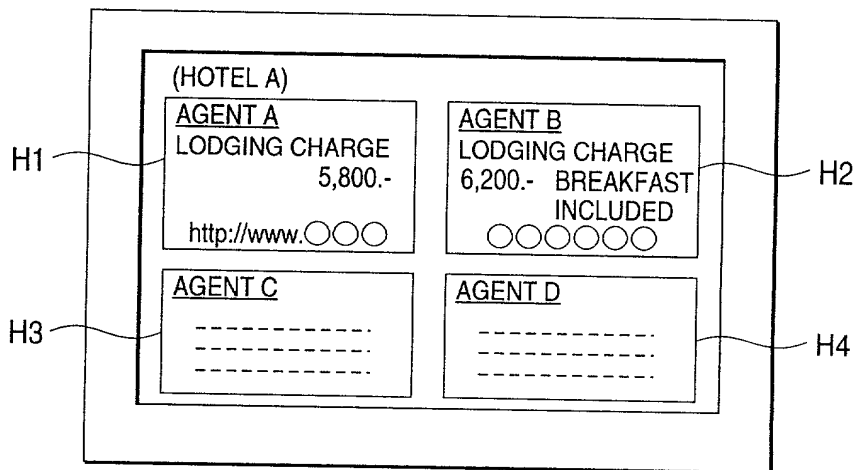 (HOTEL A)
AGENT A
LODGING CHARGE
5,800.-
http://www.○○○
H1
AGENT B
LODGING CHARGE
6,200.- BREAKFAST
INCLUDED
○○○○○○
H2
AGENT C
H3
AGENT D
H4